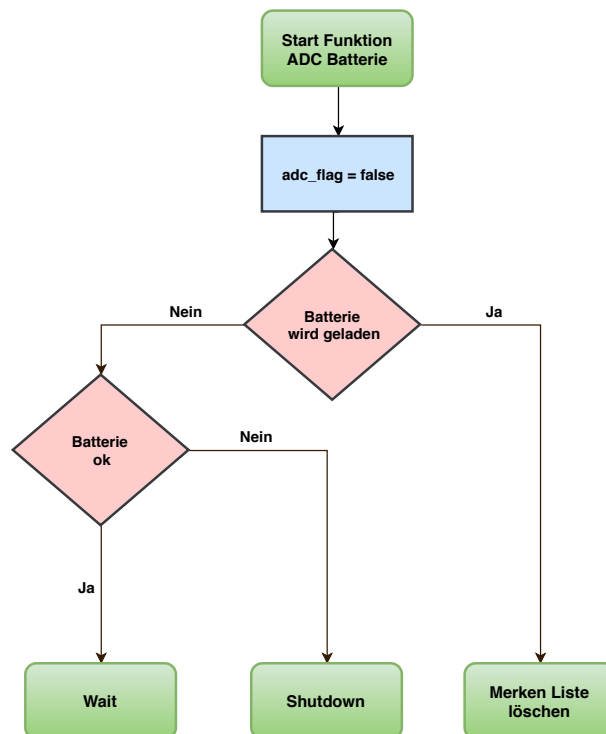 Start Funktion
ADC Batterie
adc_flag = false
Batterie
wird geladen
Nein
Ja
Batterie
ok
Nein
Ja
Wait
Shutdown
Merken Liste
löschen